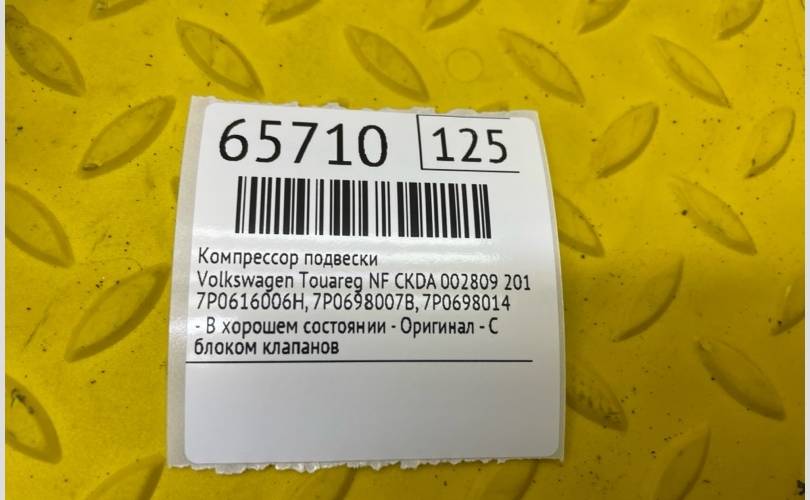 65710 125
Компрессор подвески
Volkswagen Touareg NF CKDA 002809 201
7P0616006H, 7P0698007B, 7P0698014
- В хорошем состоянии - Оригинал - С
блоком клапанов